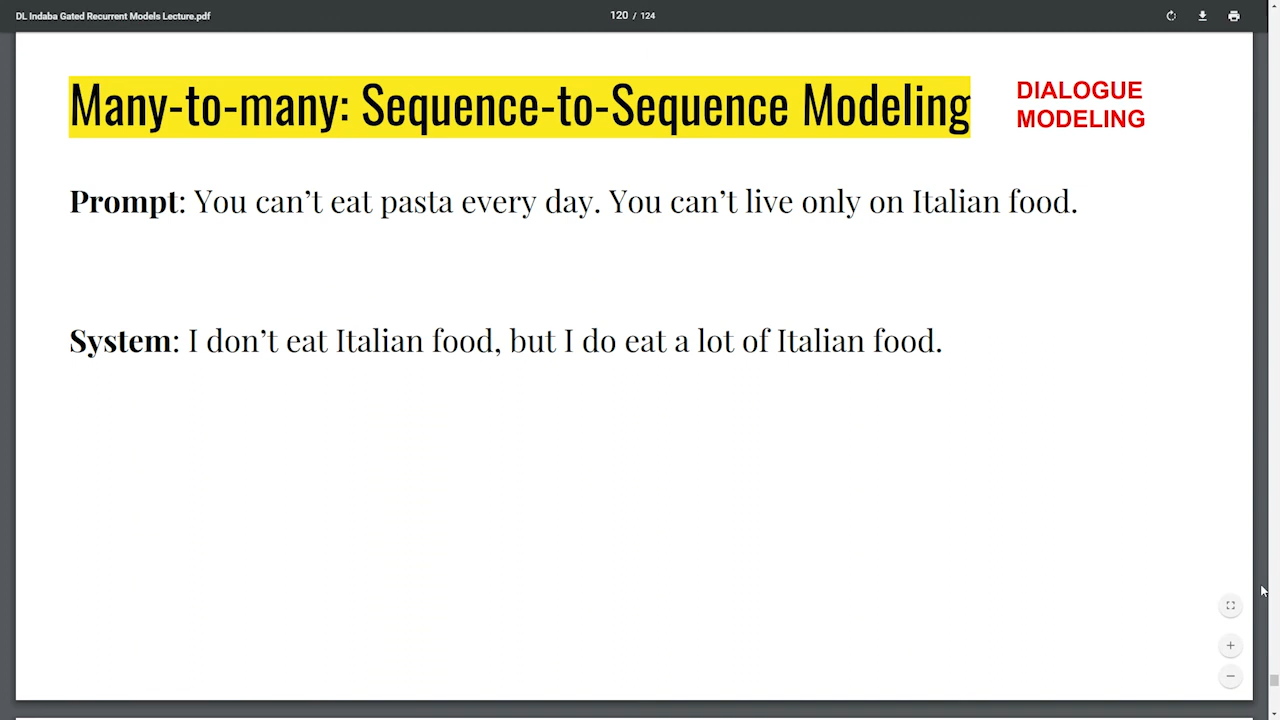 DL Indaba Gated Recurrent Models Lecture.pdf
120 / 124
Many-to-many: Sequence-to-Sequence Modeling
DIALOGUE
MODELING
Prompt: You can’t eat pasta every day. You can’t live only on Italian food.
System: I don’t eat Italian food, but I do eat a lot of Italian food.